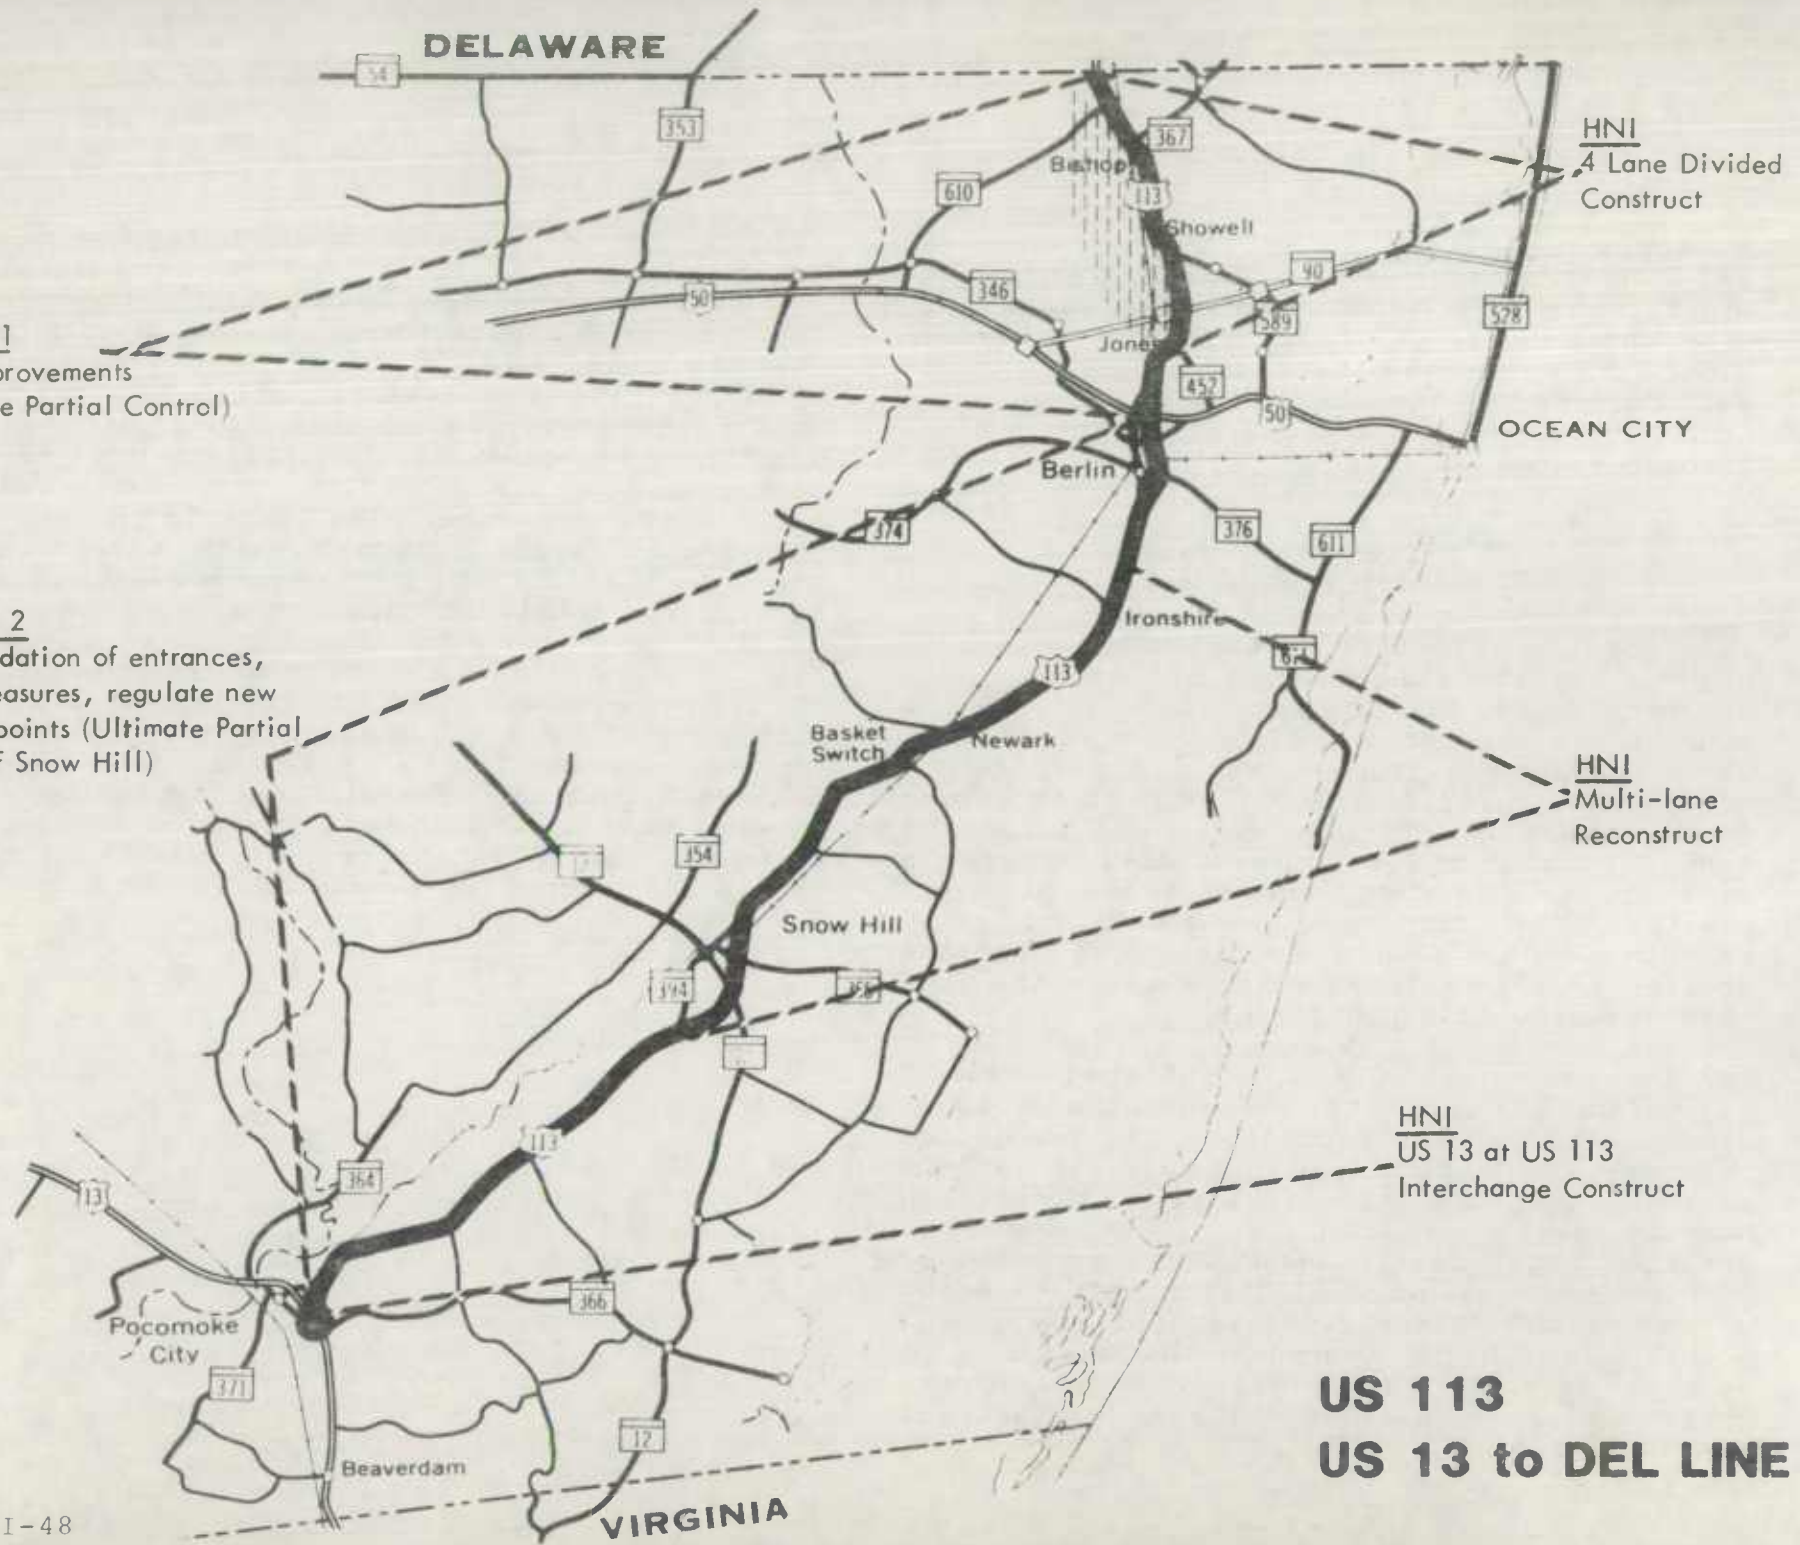 DELAWARE
54
353
HNI
4 Lane Divided
Construct
367
Bishop
610
113
Showell
90
346
50
589
528
1
provements
e Partial Control)
Jones
452
50
OCEAN CITY
Berlin
374
376
611
2
dation of entrances,
easures, regulate new
points (Ultimate Partial
f Snow Hill)
Ironshire
113
Basket
Switch
Newark
HNI
Multi-lane
Reconstruct
354
Snow Hill
394
HNI
US 13 at US 113
Interchange Construct
113
364
13
366
Pocomoke
City
371
12
Beaverdam
US 113
US 13 to DEL LINE
VIRGINIA
I-48